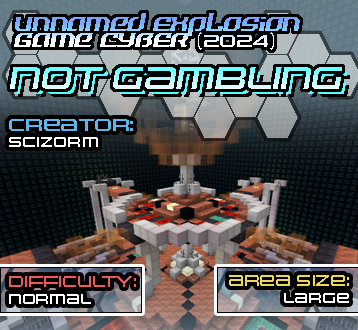 UNNAMED EXPLOSION
GAME CYBER (2024)
NOT GAMBLING
CREATOR:
SCIZORM
DIFFICULTY:
NORMAL
AREA SIZE:
LARGE